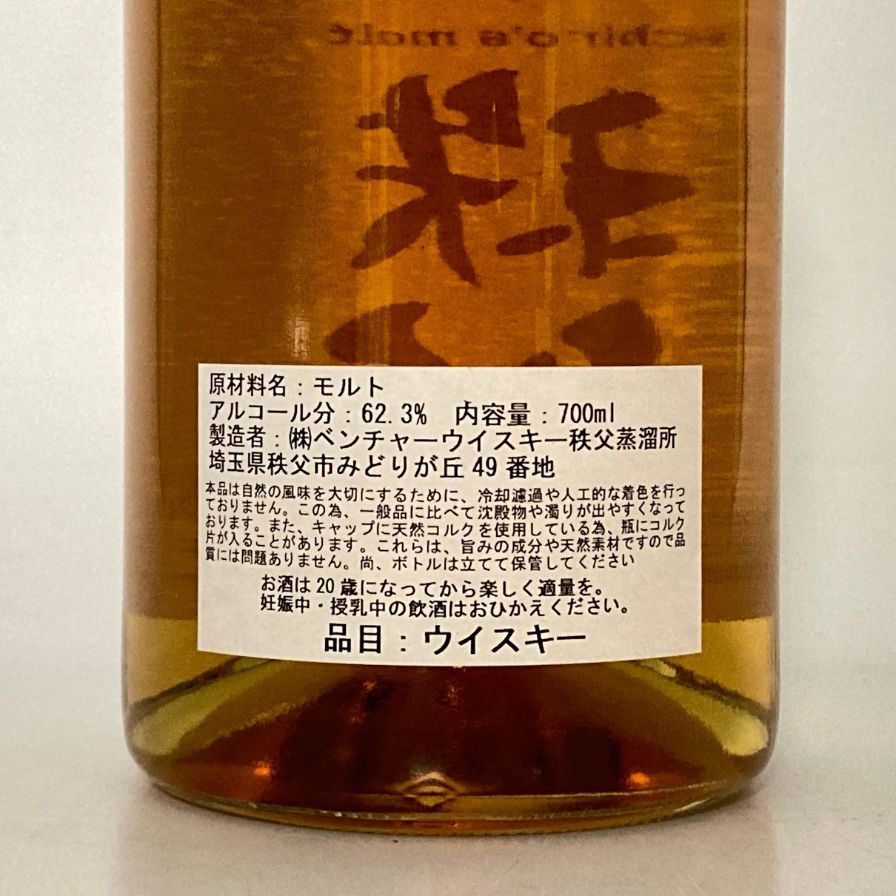 chiro's malt
原材料名：モルト
アルコール分：62.3%　内容量：700ml
製造者：㈱ベンチャーウイスキー秩父蒸溜所
埼玉県秩父市みどりが丘49番地
本品は自然の風味を大切にするために、冷却濾過や人工的な着色を行っ
ておりません。この為、一般品に比べて沈殿物や濁りが出やすくなって
おります。また、キャップに天然コルクを使用している為、瓶にコルク
片が入ることがあります。これらは、旨みの成分や天然素材ですので品
質には問題ありません。尚、ボトルは立てて保管してください
お酒は20歳になってから楽しく適量を。
妊娠中・授乳中の飲酒はおひかえください。
品目：ウイスキー